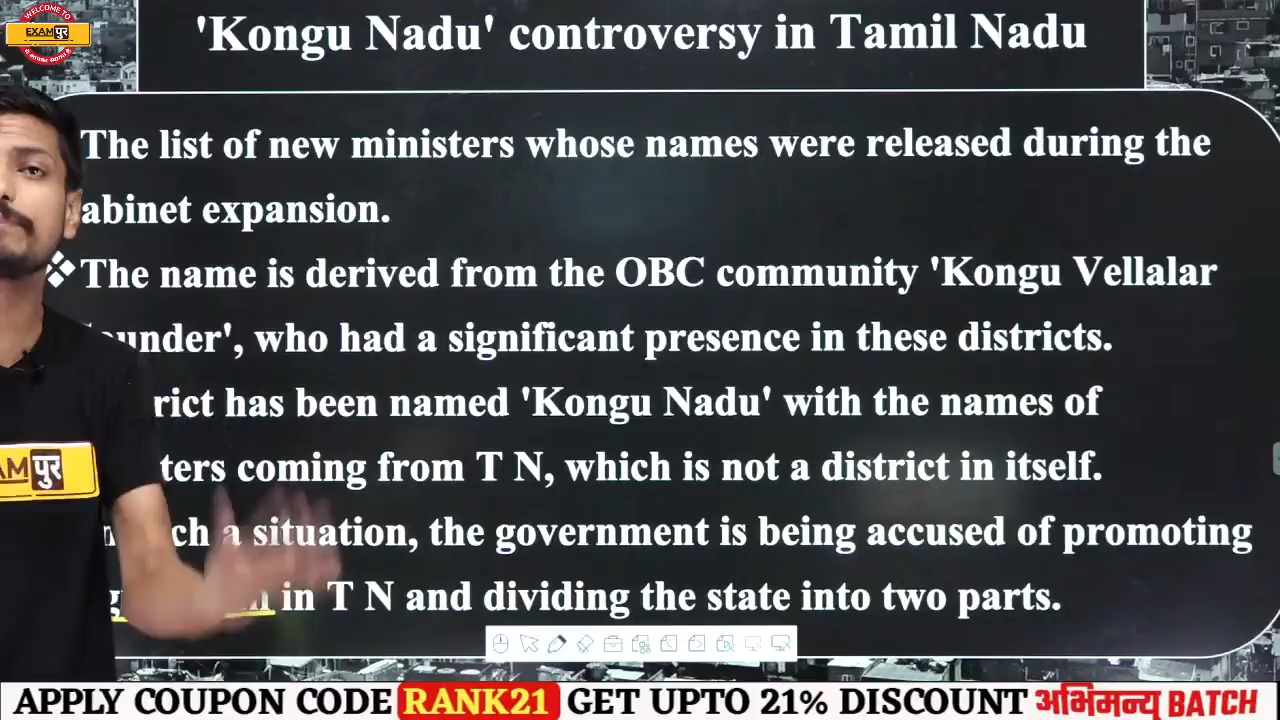 WELCOME TO
EXAMपुर
'Kongu Nadu' controversy in Tamil Nadu
The list of new ministers whose names were released during the
abinet expansion.
❖The name is derived from the OBC community 'Kongu Vellalar
ounder', who had a significant presence in these districts.
rict has been named 'Kongu Nadu' with the names of
ters coming from T N, which is not a district in itself.
ch a situation, the government is being accused of promoting
in T N and dividing the state into two parts.
AMपुर
APPLY COUPON CODE RANK21 GET UPTO 21% DISCOUNT अभिमन्यु BATCH